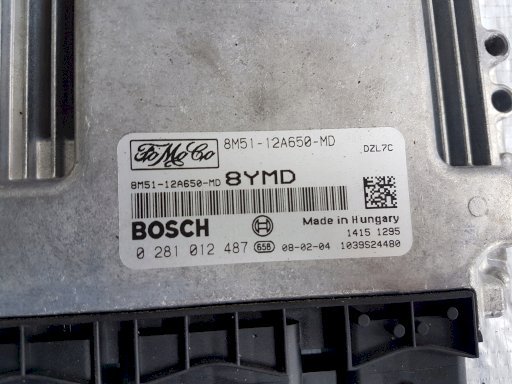 FoMoCo 8M51-12A650-MD DZL7C
8M51-12A650-MD 8YMD
BOSCH Made in Hungary
1415 1295
0 281 012 487 658 08-02-04 1039S24480